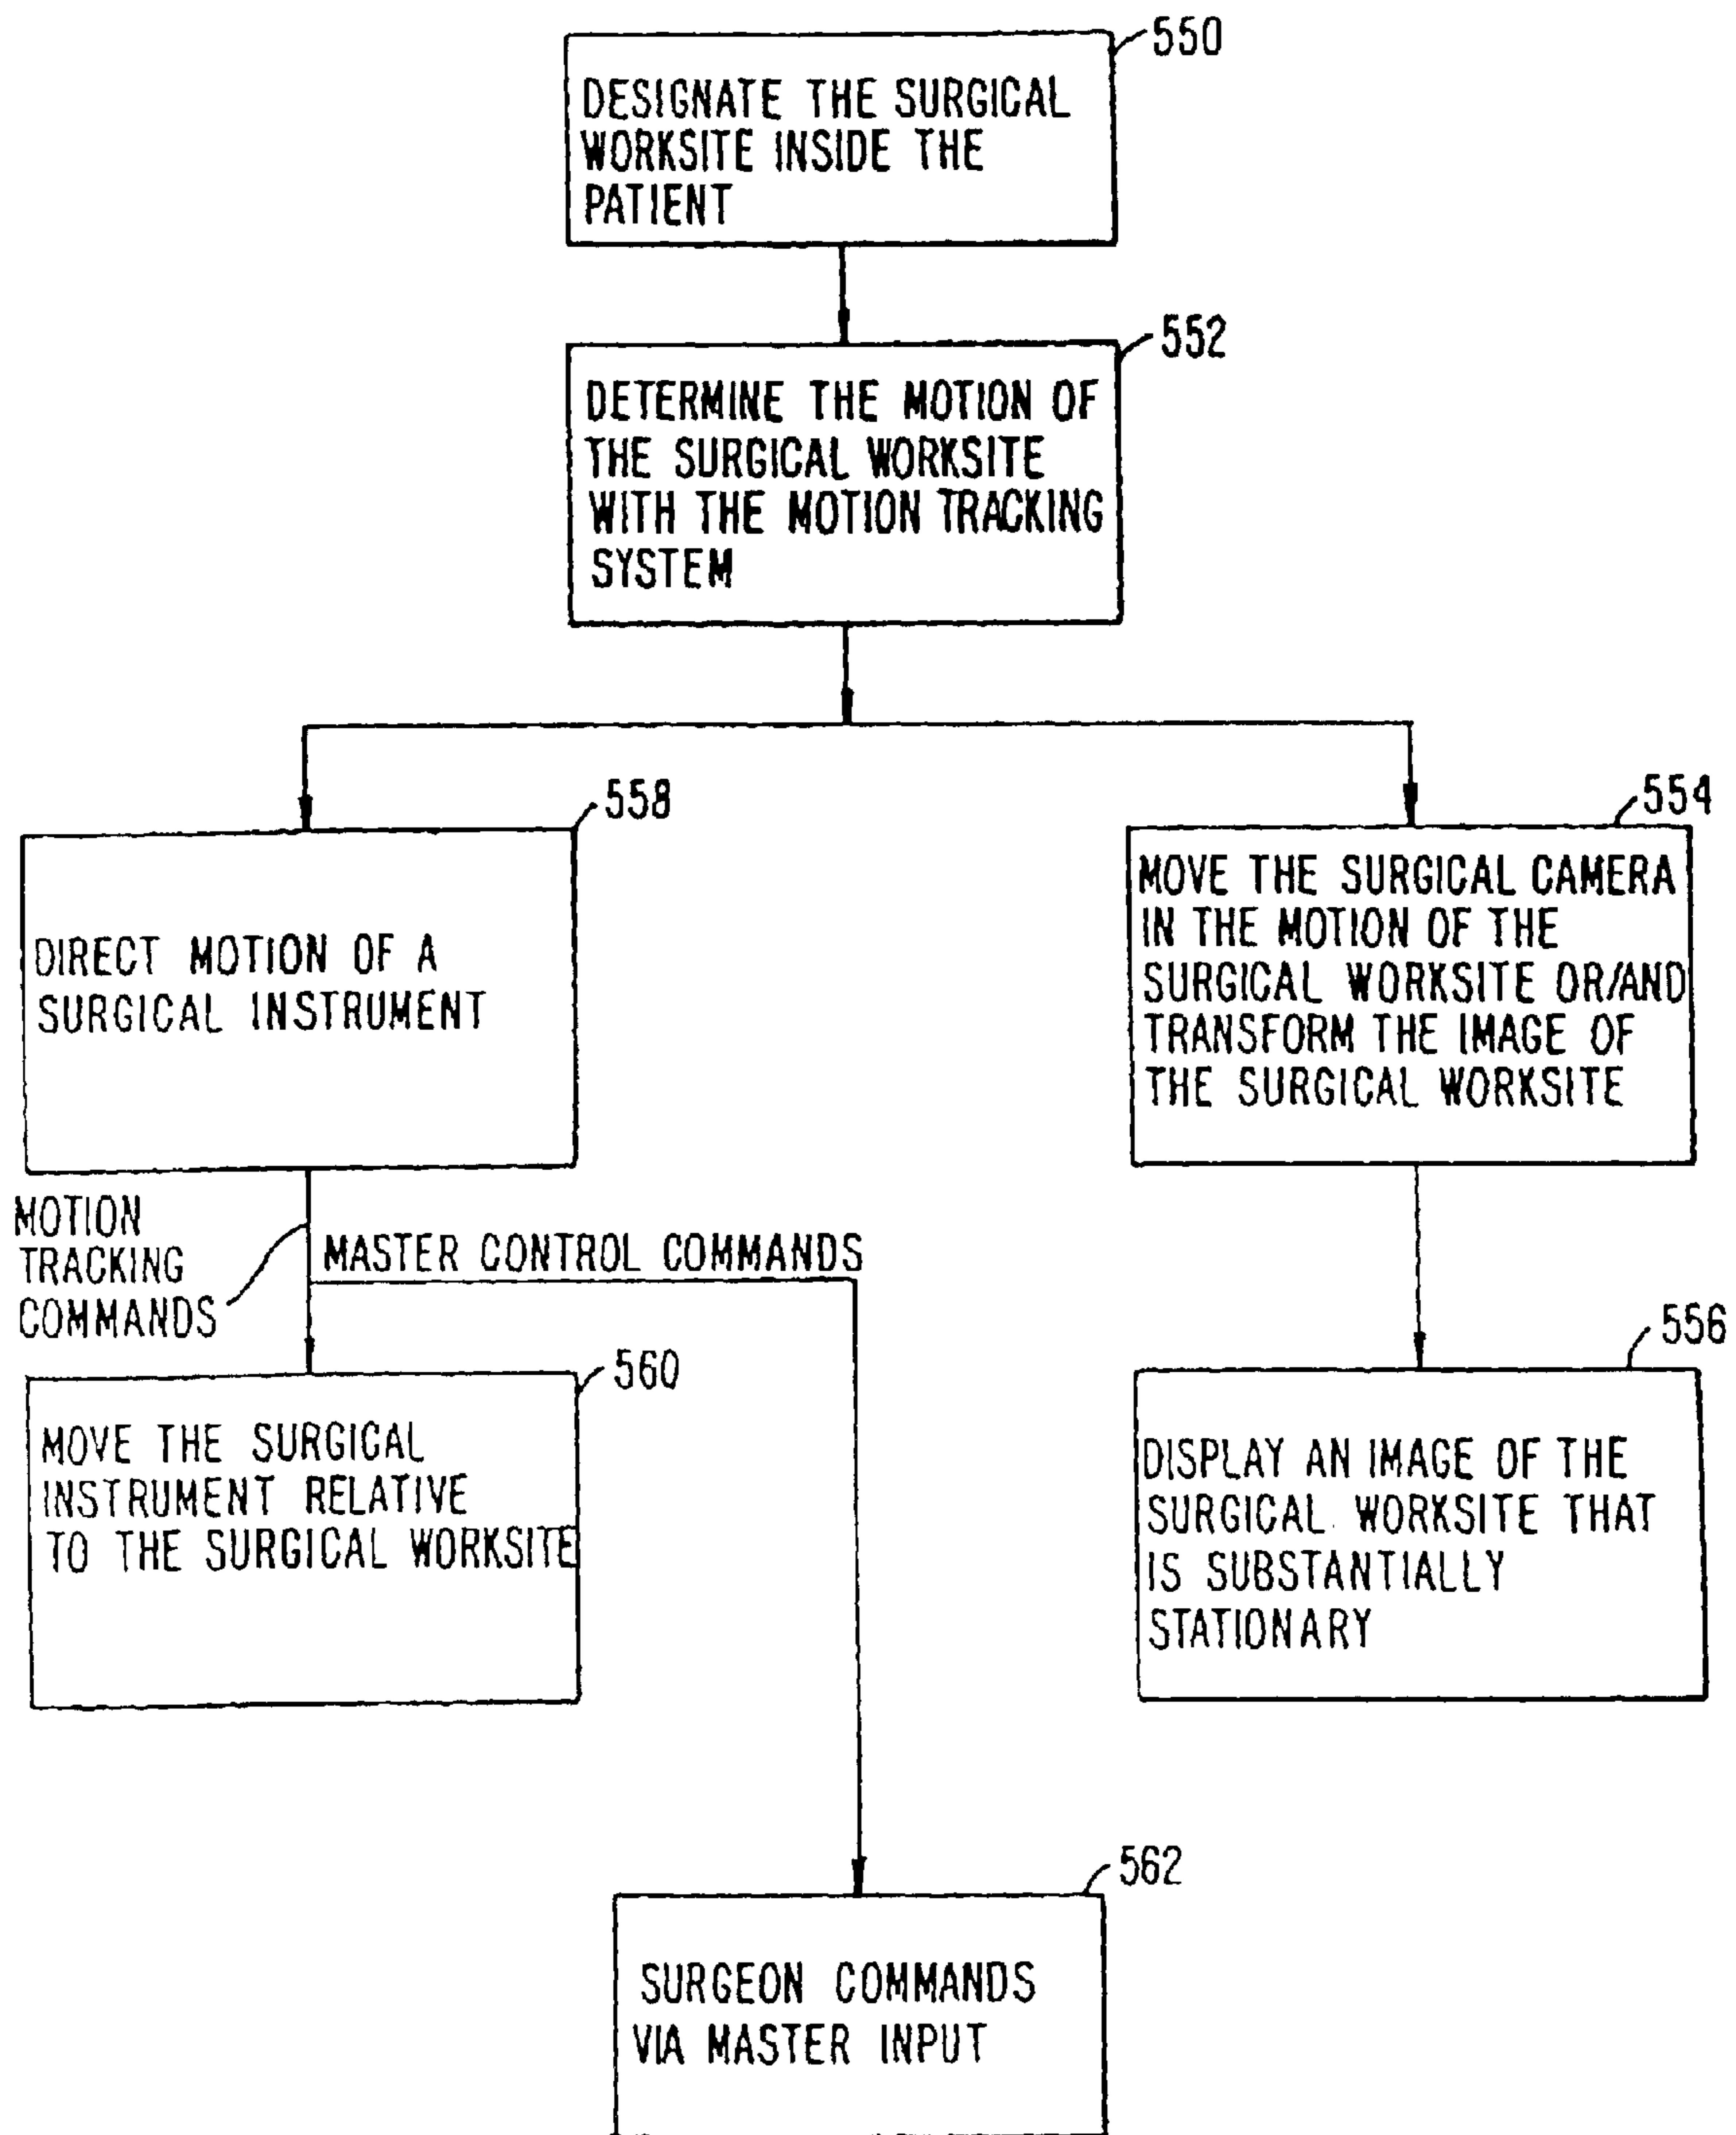 550
DESIGNATE THE SURGICAL
WORKSITE INSIDE THE
PATIENT
552
DETERMINE THE MOTION OF
THE SURGICAL WORKSITE
WITH THE MOTION TRACKING
SYSTEM
558
DIRECT MOTION OF A
SURGICAL INSTRUMENT
554
MOVE THE SURGICAL CAMERA
IN THE MOTION OF THE
SURGICAL WORKSITE OR/AND
TRANSFORM THE IMAGE OF
THE SURGICAL WORKSITE
MOTION
TRACKING
COMMANDS
MASTER CONTROL COMMANDS
560
MOVE THE SURGICAL
INSTRUMENT RELATIVE
TO THE SURGICAL WORKSITE
556
DISPLAY AN IMAGE OF THE
SURGICAL WORKSITE THAT
IS SUBSTANTIALLY
STATIONARY
562
SURGEON COMMANDS
VIA MASTER INPUT